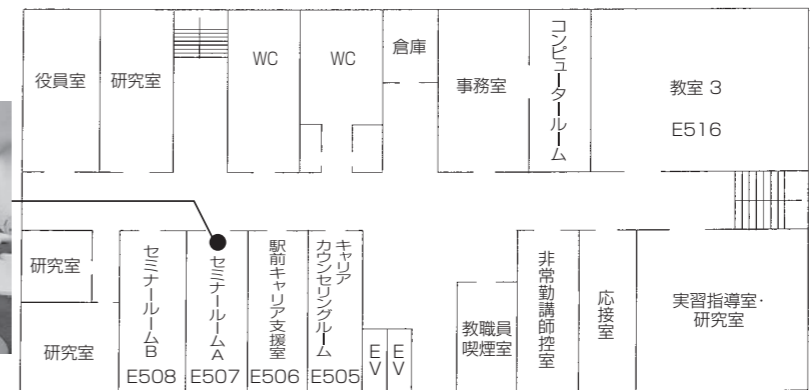 役員室
研究室
WC
WC
倉庫
事務室
コンピュータールーム
教室 3
E516
研究室
研究室
セミナールームB
E508
セミナールームA
E507
駅前キャリア支援室
E506
キャリア
カウンセリングルーム
E505
EV
EV
教職員
喫煙室
非常勤講師控室
応接室
実習指導室・
研究室